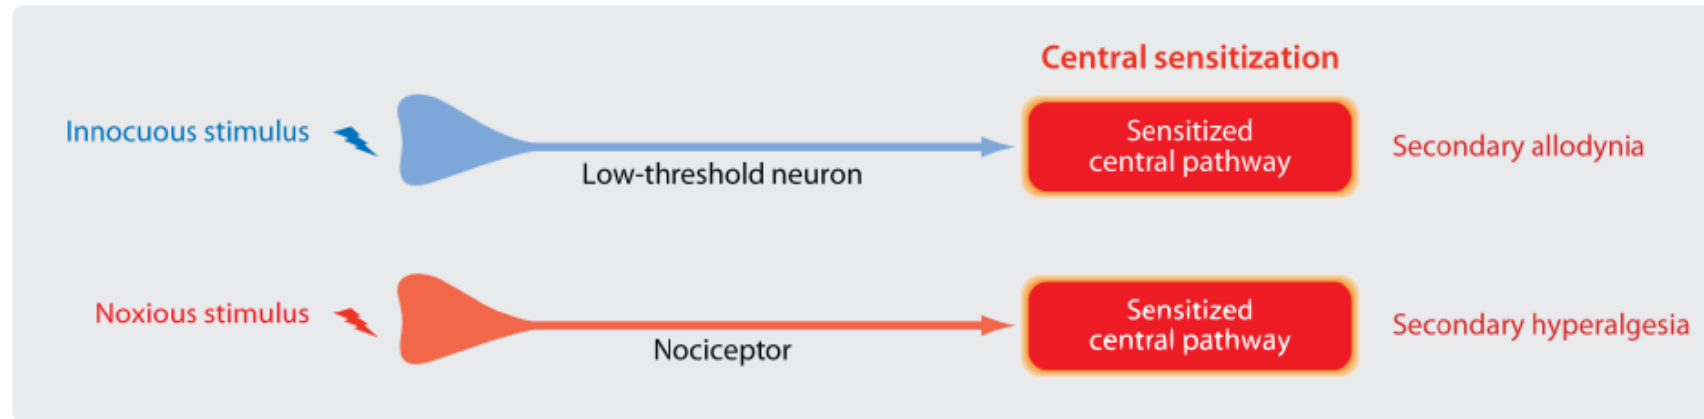 Central sensitization
Innocuous stimulus
Low-threshold neuron
Sensitized
central pathway
Secondary allodynia
Noxious stimulus
Nociceptor
Sensitized
central pathway
Secondary hyperalgesia